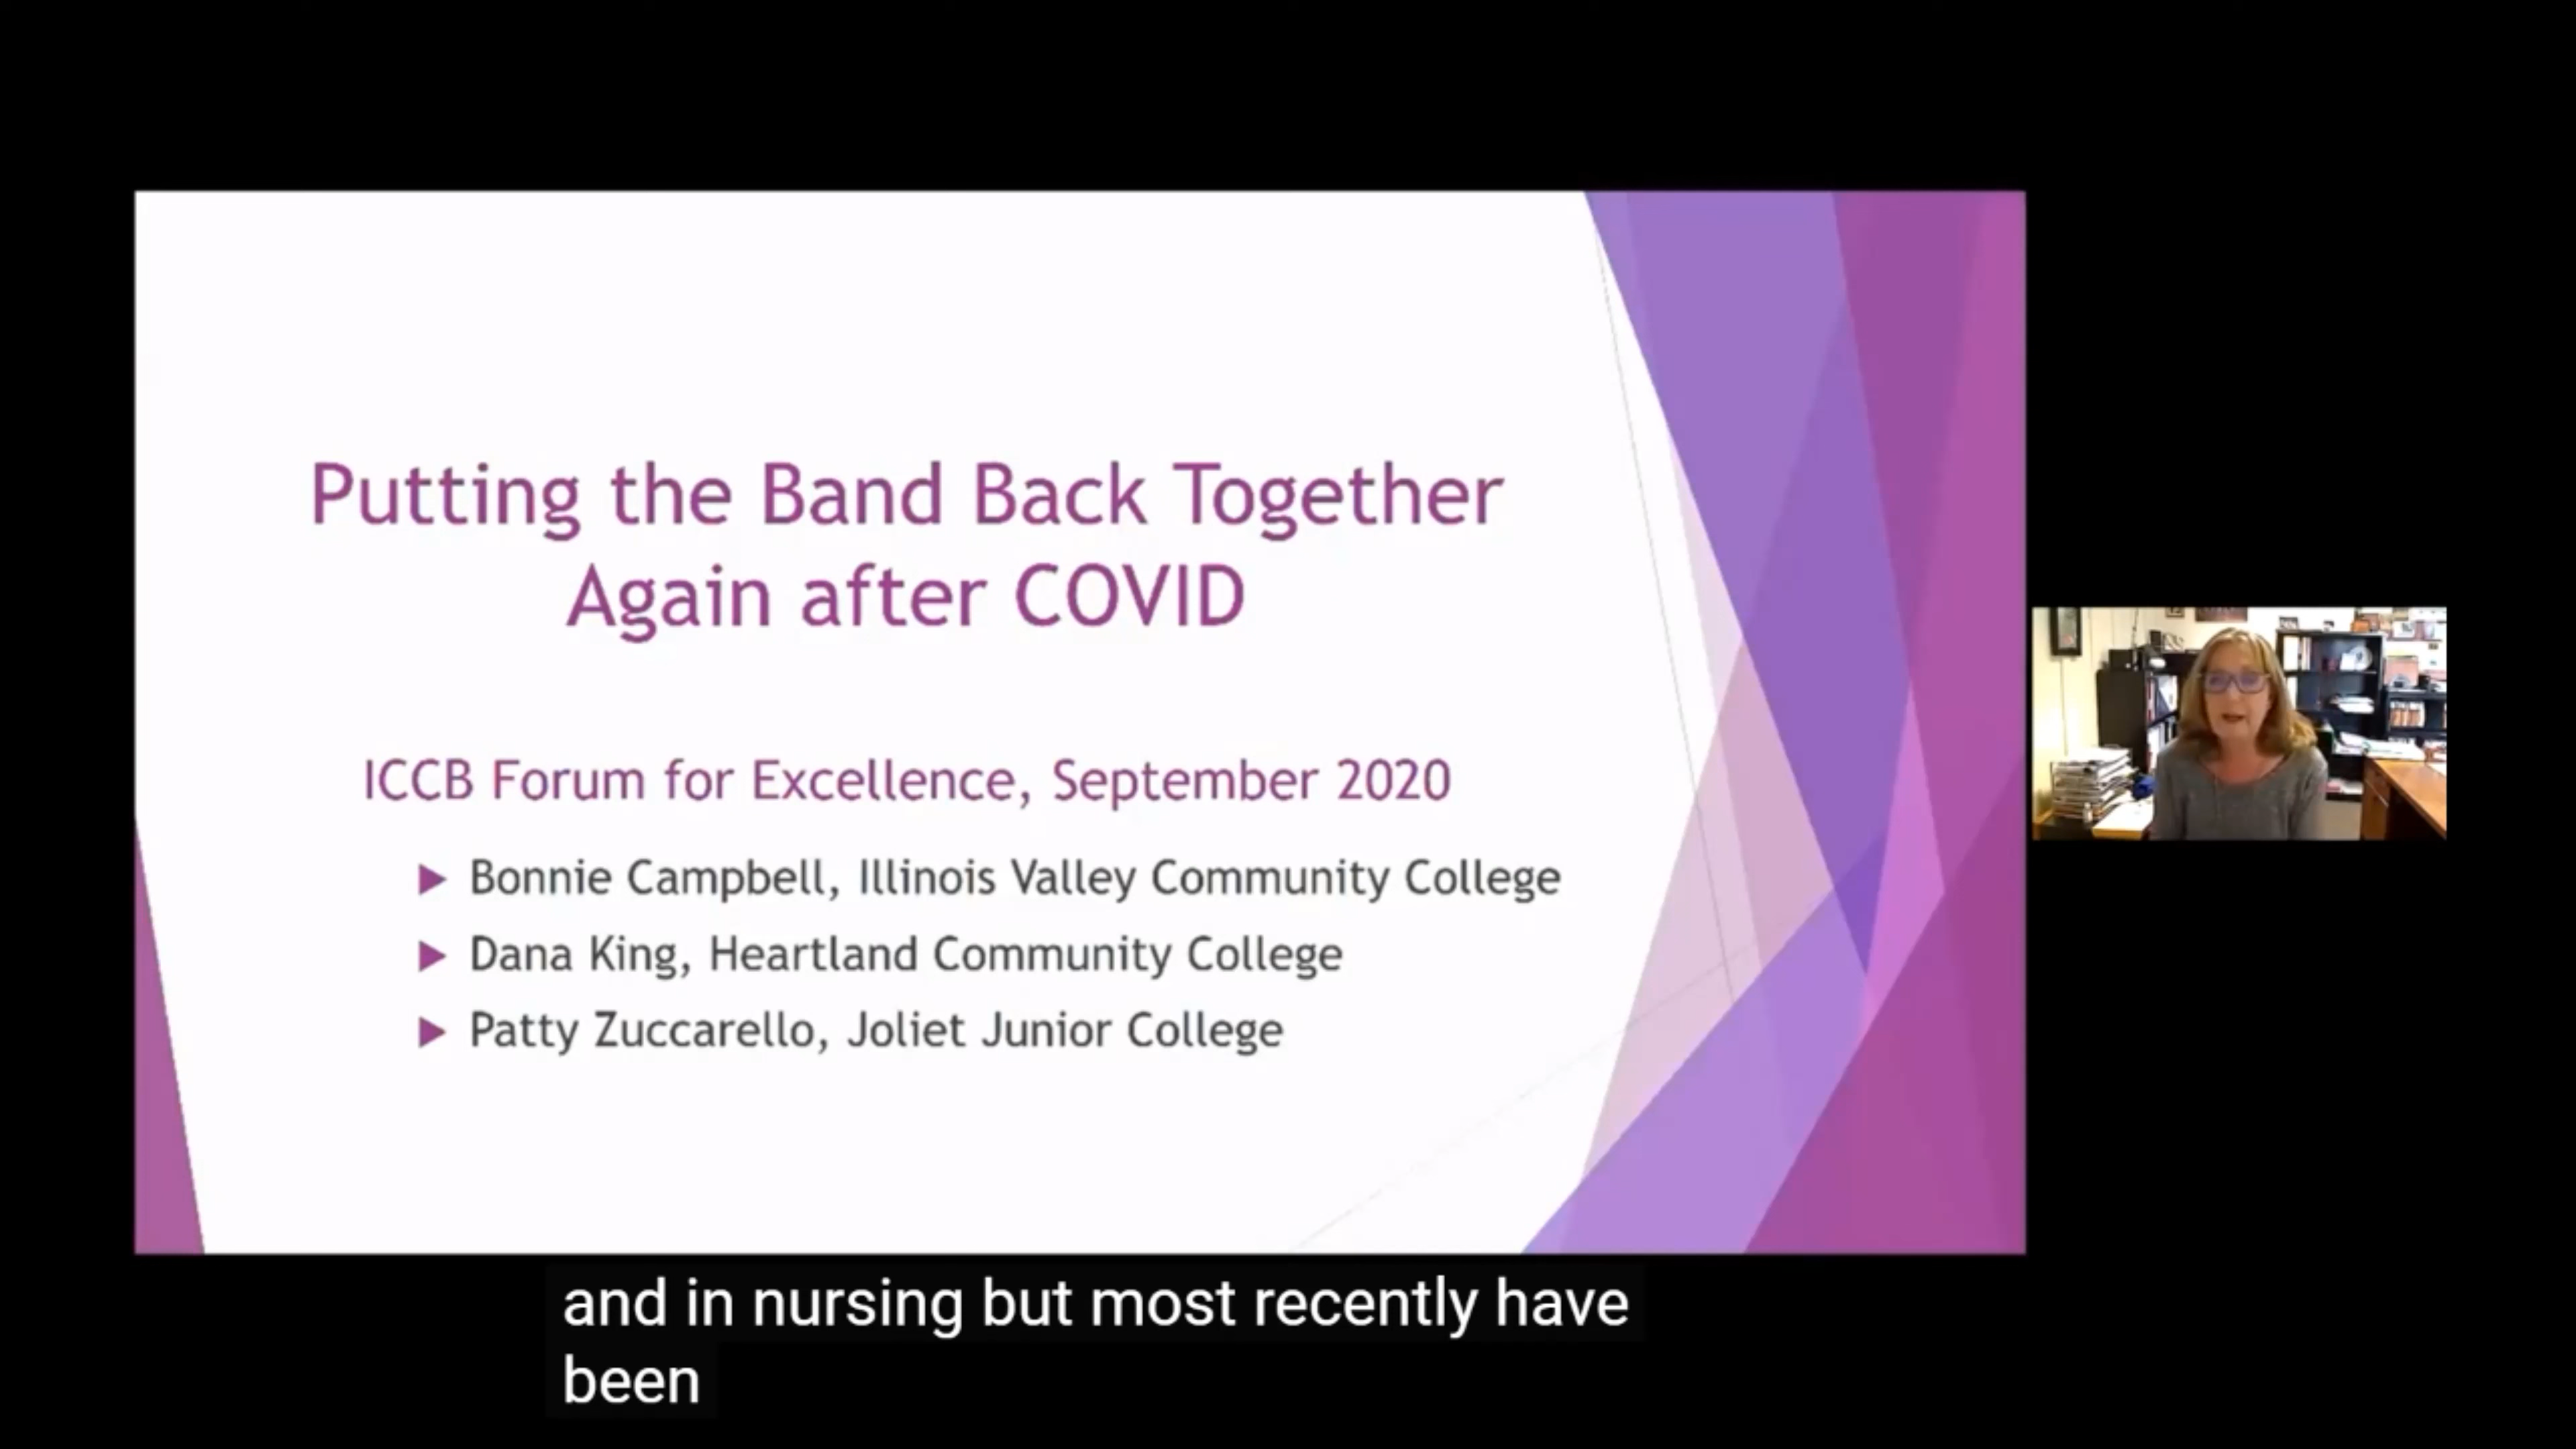 Putting the Band Back Together
Again after COVID
ICCB Forum for Excellence, September 2020
Bonnie Campbell, Illinois Valley Community College
Dana King, Heartland Community College
Patty Zuccarello, Joliet Junior College
and in nursing but most recently have
been